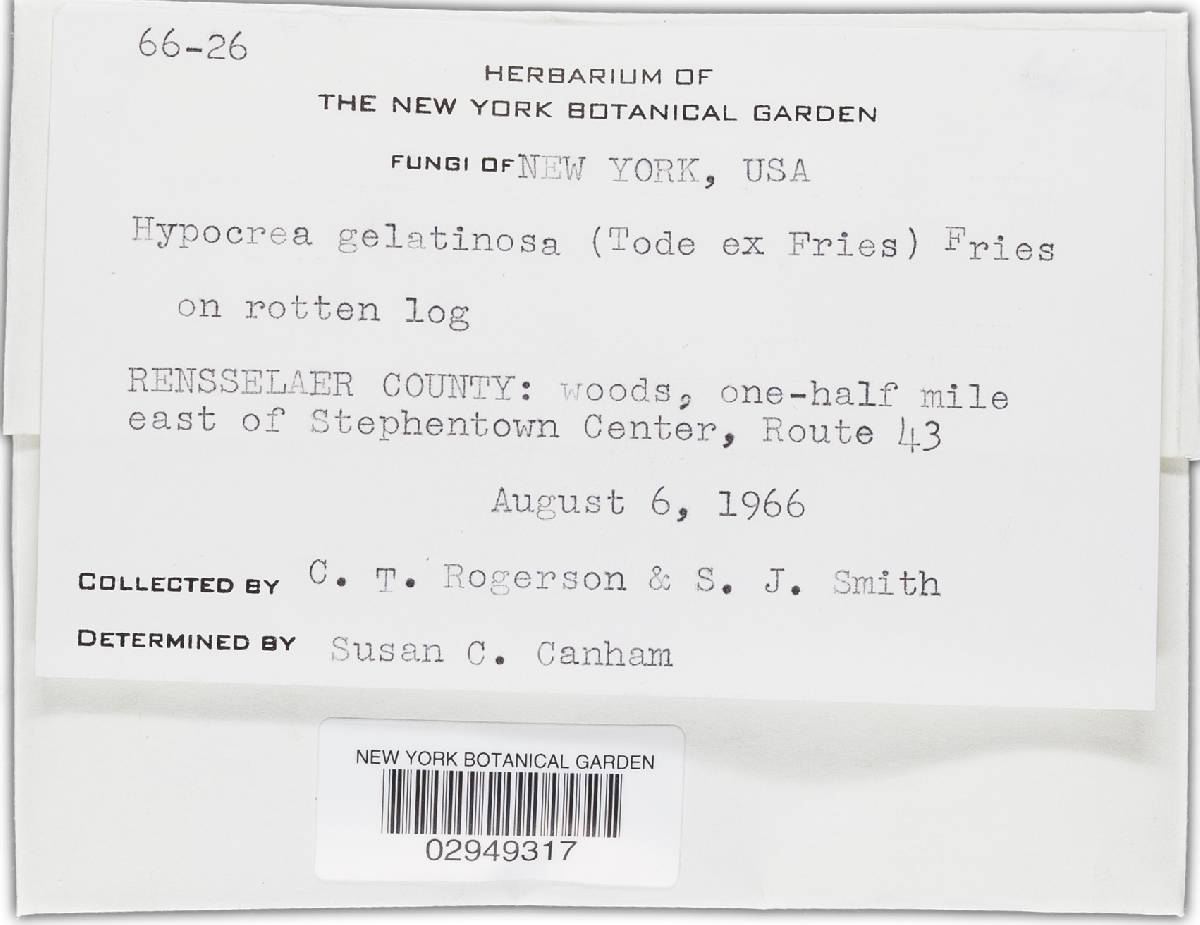 66-26
HERBARIUM OF
THE NEW YORK BOTANICAL GARDEN
FUNGI OF NEW YORK, USA
Hypocrea gelatinosa (Tode ex Fries) Fries
on rotten log
RENSSELAER COUNTY: woods, one-half mile
east of Stephentown Center, Route 43
August 6, 1966
COLLECTED BY C. T. Rogerson & S. J. Smith
DETERMINED BY Susan C. Canham
NEW YORK BOTANICAL GARDEN
02949317